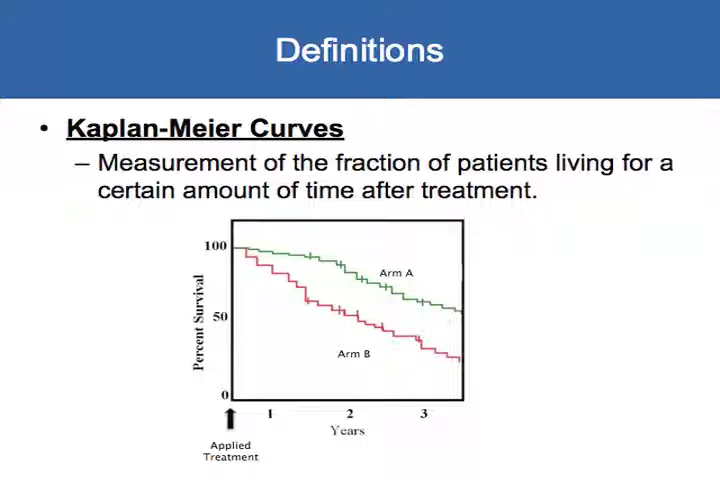 Definitions
• Kaplan-Meier Curves
– Measurement of the fraction of patients living for a
certain amount of time after treatment.
100
Arm A
Percent Survival
50
Arm B
0
1 2 3
Years
Applied
Treatment